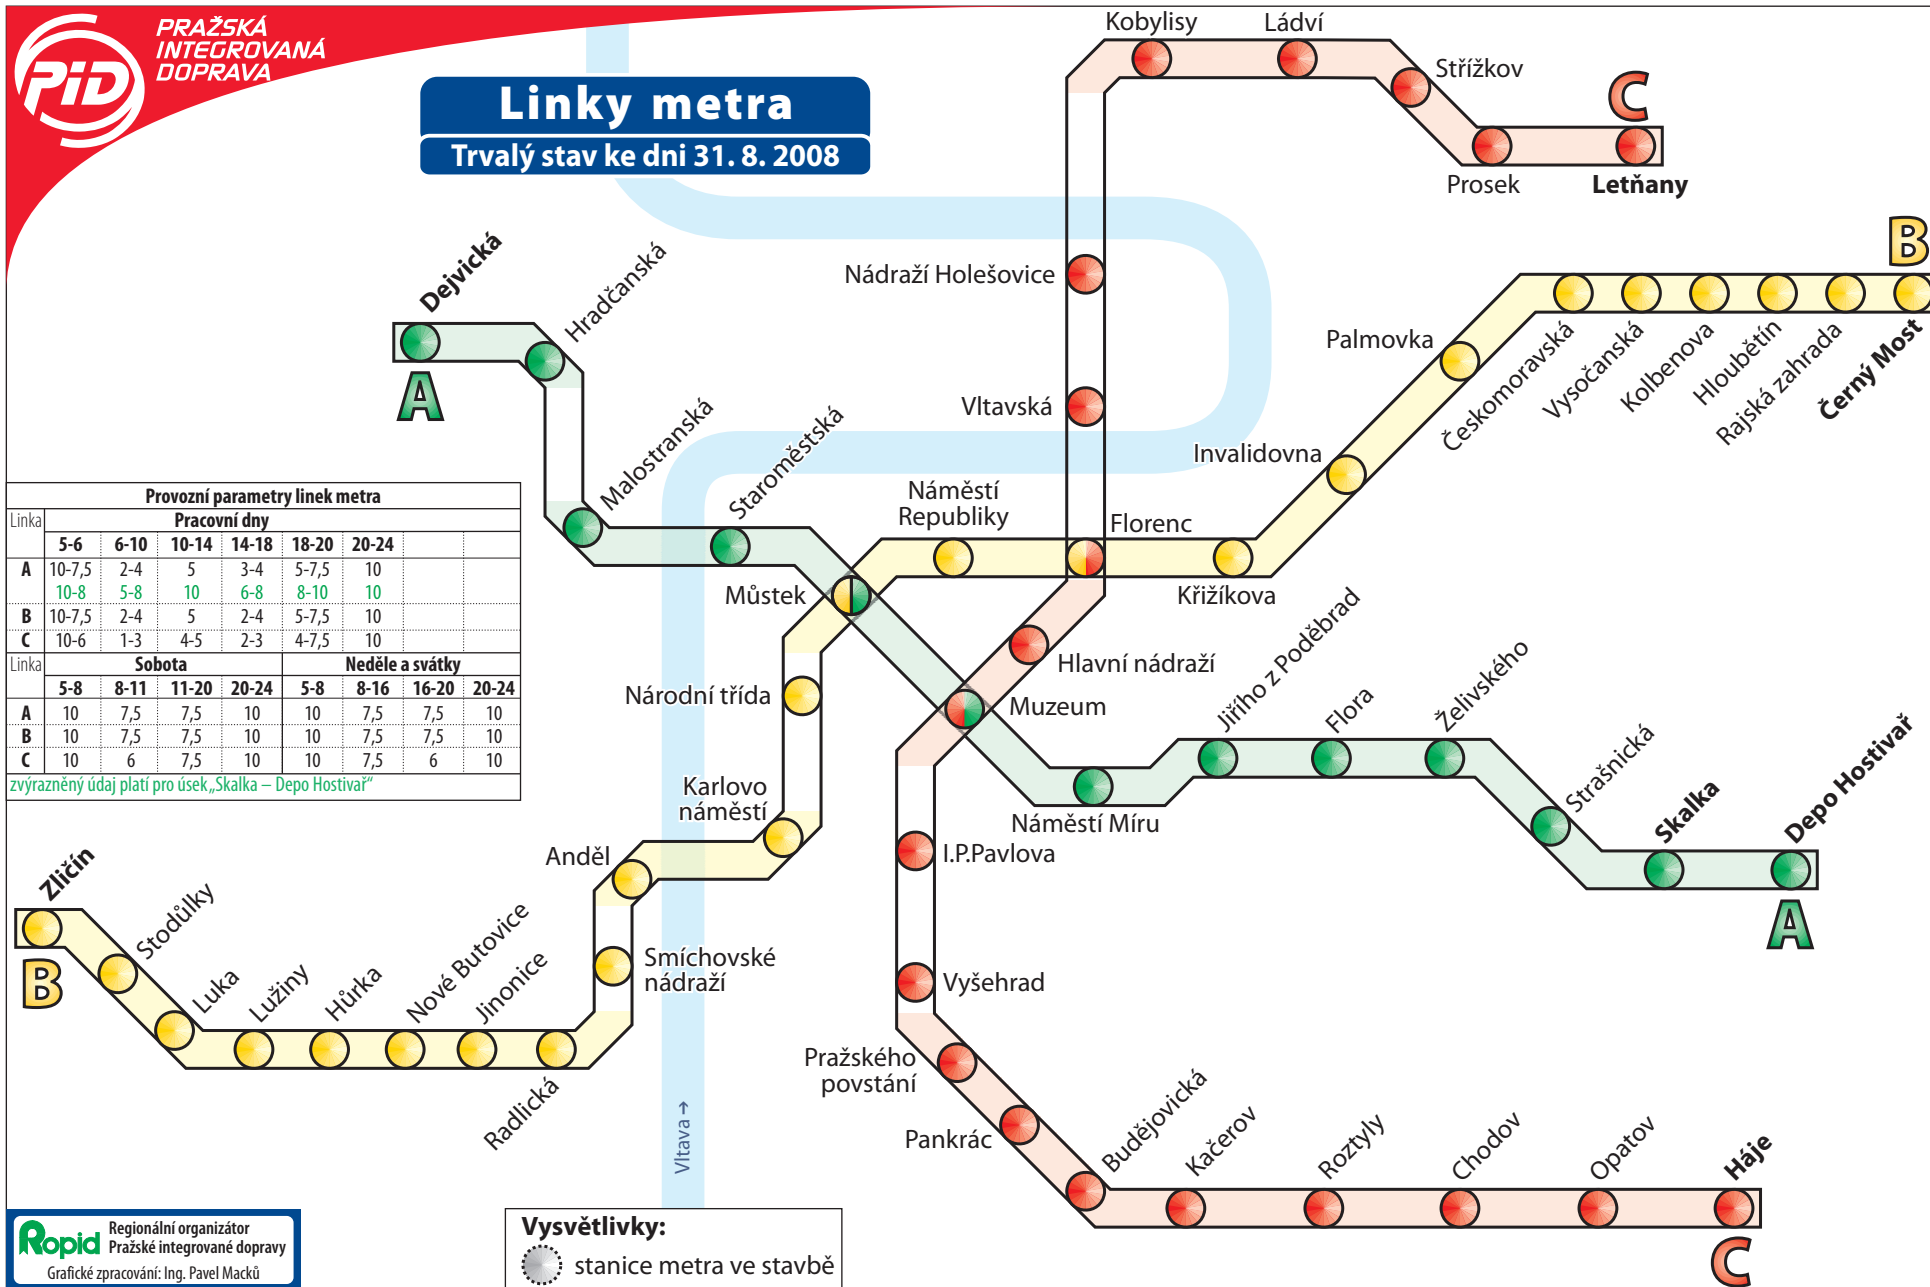 PRAŽSKÁ
INTEGROVANÁ
DOPRAVA
PiD
Linky metra
Trvalý stav ke dni 31. 8. 2008
Kobylisy
Ládví
Střížkov
C
Prosek
Letňany
B
Nádraží Holešovice
Dejvická
Hradčanská
A
Palmovka
Českomoravská
Vysočanská
Kolbenova
Hloubětín
Rajská zahrada
Černý Most
Vltavská
Malostranská
Staroměstská
Invalidovna
Náměstí
Republiky
Florenc
Křižíkova
Můstek
Hlavní nádraží
Národní třída
Muzeum
Jiřího z Poděbrad
Flora
Želivského
Strašnická
Skalka
Depo Hostivař
A
Náměstí Míru
Karlovo
náměstí
I.P.Pavlova
Anděl
Zličín
B
Stodůlky
Luka
Lužiny
Hůrka
Nové Butovice
Jinonice
Radlická
Smíchovské
nádraží
Vyšehrad
Pražského
povstání
Pankrác
Budějovická
Kačerov
Roztyly
Chodov
Opatov
Háje
C
Vltava →
Provozní parametry linek metra
Linka Pracovní dny
5-6 6-10 10-14 14-18 18-20 20-24
A 10-7,5 2-4 5 3-4 5-7,5 10
10-8 5-8 10 6-8 8-10 10
B 10-7,5 2-4 5 2-4 5-7,5 10
C 10-6 1-3 4-5 2-3 4-7,5 10
Linka Sobota Neděle a svátky
5-8 8-11 11-20 20-24 5-8 8-16 16-20 20-24
A 10 7,5 7,5 10 10 7,5 7,5 10
B 10 7,5 7,5 10 10 7,5 7,5 10
C 10 6 7,5 10 10 7,5 6 10
zvýrazněný údaj platí pro úsek „Skalka – Depo Hostivař“
Ropid
Regionální organizátor
Pražské integrované dopravy
Grafické zpracování: Ing. Pavel Macků
Vysvětlivky:
stanice metra ve stavbě